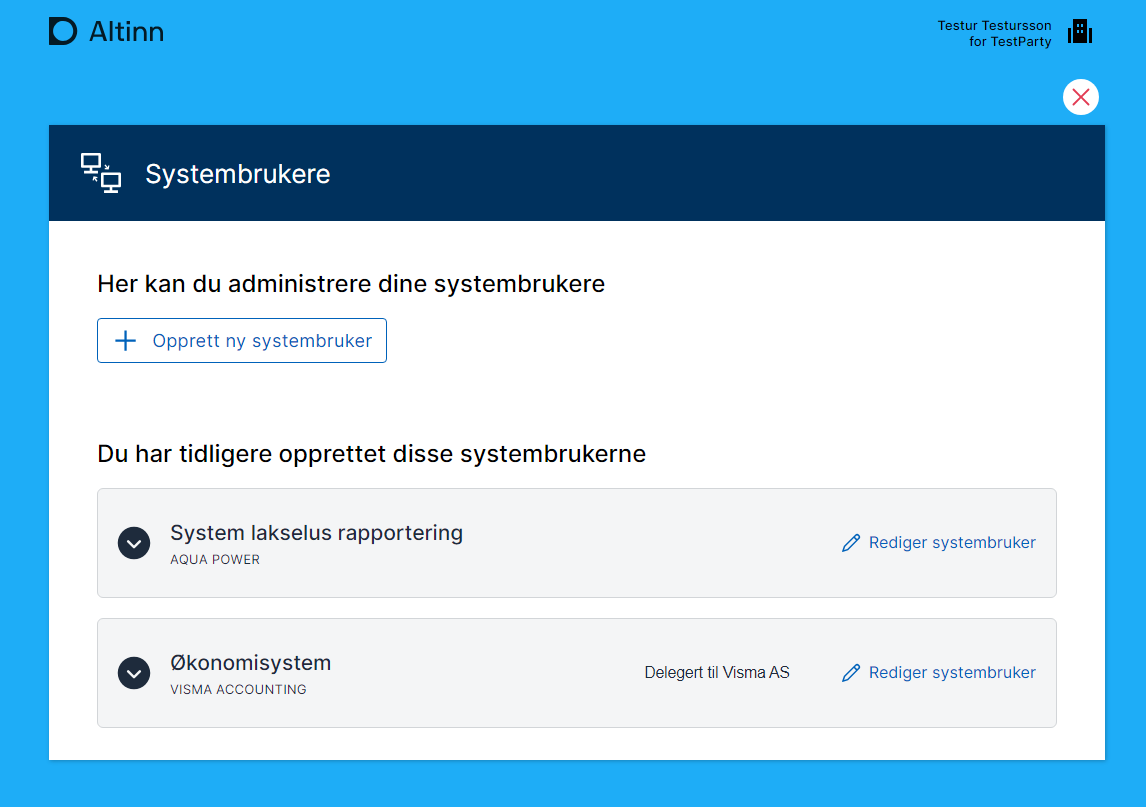 Altinn
Testur Testursson
for TestParty
Systembrukere
Her kan du administrere dine systembrukere
Opprett ny systembruker
Du har tidligere opprettet disse systembrukerne
System lakselus rapportering
AQUA POWER
Rediger systembruker
Økonomisystem
VISMA ACCOUNTING
Delegert til Visma AS
Rediger systembruker